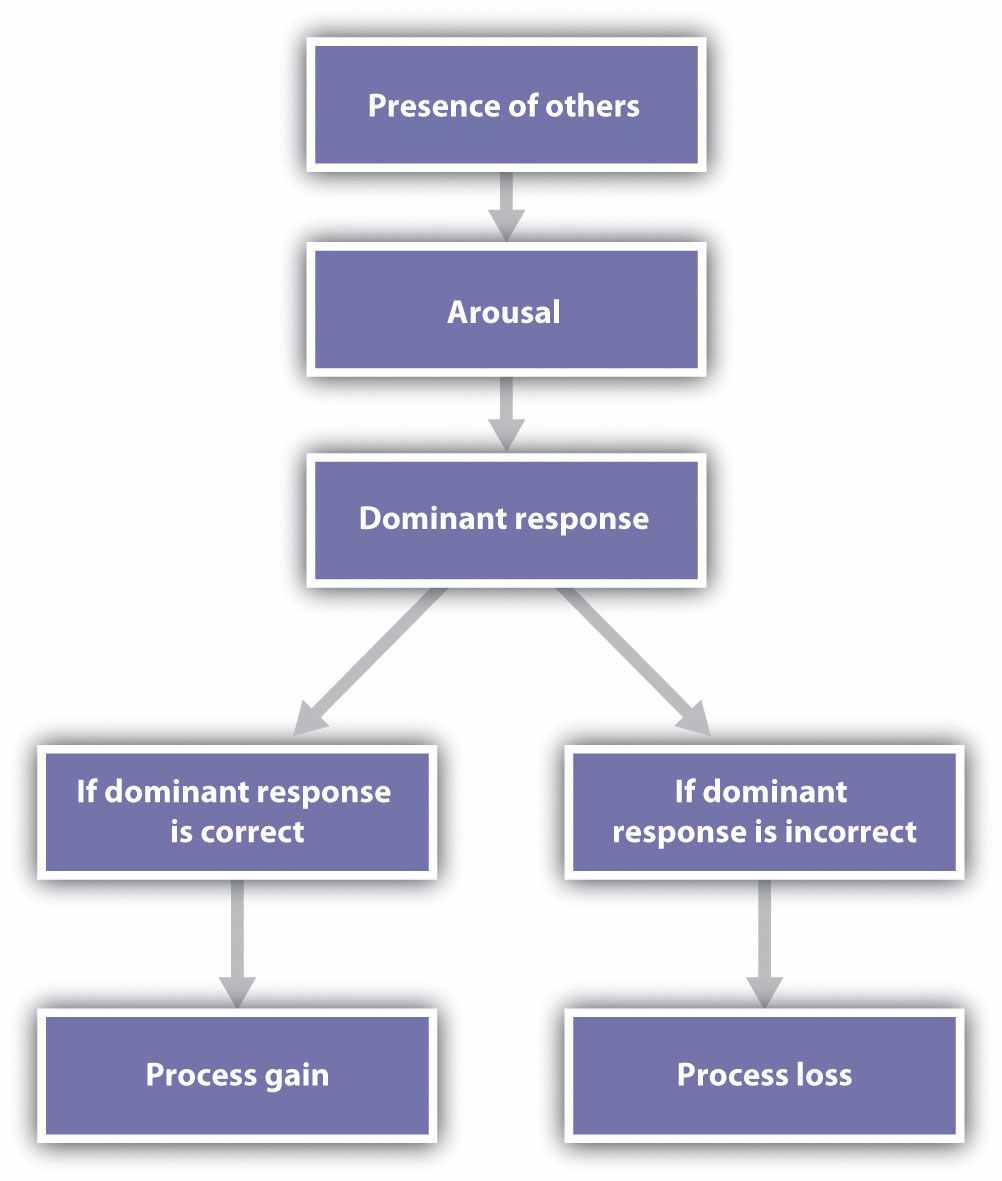 Presence of others
Arousal
Dominant response
If dominant response
is correct
If dominant
response is incorrect
Process gain
Process loss